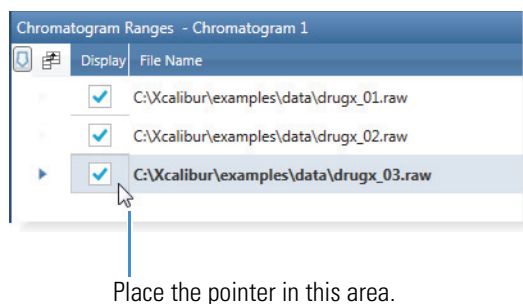 Chromatogram Ranges - Chromatogram 1
Display File Name
C:\Xcalibur\examples\data\drugx_01.raw
C:\Xcalibur\examples\data\drugx_02.raw
C:\Xcalibur\examples\data\drugx_03.raw
Place the pointer in this area.